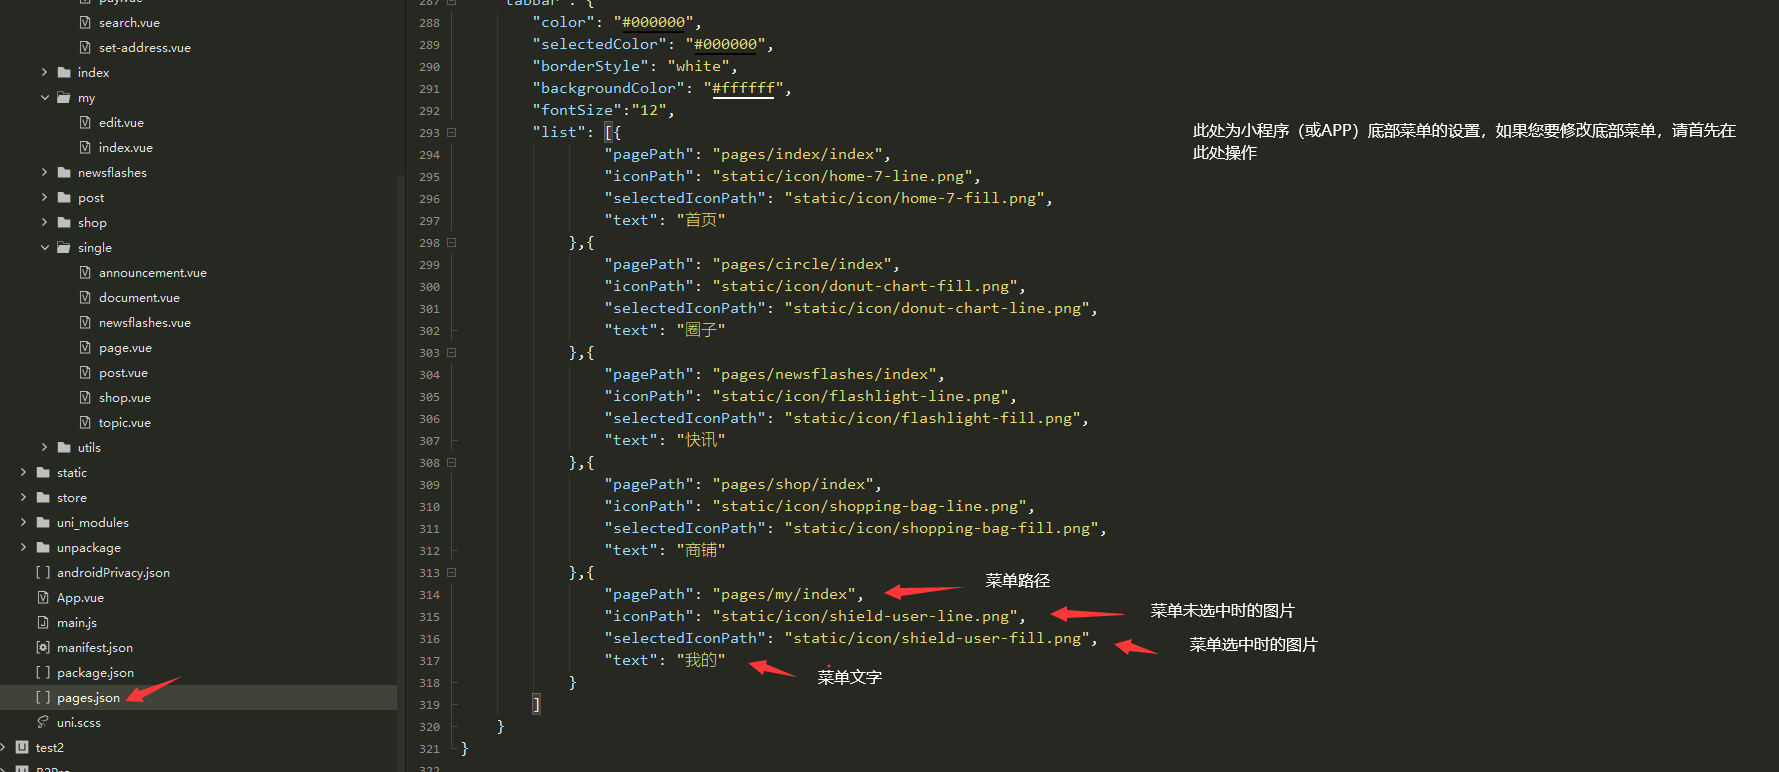 pay.vue
search.vue
set-address.vue
index
my
edit.vue
index.vue
newsflashes
post
shop
single
announcement.vue
document.vue
newsflashes.vue
page.vue
post.vue
shop.vue
topic.vue
utils
static
store
uni_modules
unpackage
androidPrivacy.json
App.vue
main.js
manifest.json
package.json
pages.json
uni.scss
test2
B2Pro
287 "tabBar": {
288 "color": "#000000",
289 "selectedColor": "#000000",
290 "borderStyle": "white",
291 "backgroundColor": "#ffffff",
292 "fontSize":"12",
293 "list": [{
294 "pagePath": "pages/index/index",
295 "iconPath": "static/icon/home-7-line.png",
296 "selectedIconPath": "static/icon/home-7-fill.png",
297 "text": "首页"
298 },{
299 "pagePath": "pages/circle/index",
300 "iconPath": "static/icon/donut-chart-fill.png",
301 "selectedIconPath": "static/icon/donut-chart-line.png",
302 "text": "圈子"
303 },{
304 "pagePath": "pages/newsflashes/index",
305 "iconPath": "static/icon/flashlight-line.png",
306 "selectedIconPath": "static/icon/flashlight-fill.png",
307 "text": "快讯"
308 },{
309 "pagePath": "pages/shop/index",
310 "iconPath": "static/icon/shopping-bag-line.png",
311 "selectedIconPath": "static/icon/shopping-bag-fill.png",
312 "text": "商铺"
313 },{
314 "pagePath": "pages/my/index",
315 "iconPath": "static/icon/shield-user-line.png",
316 "selectedIconPath": "static/icon/shield-user-fill.png",
317 "text": "我的"
318 }
319 ]
320 }
321 }
322
此处为小程序（或APP）底部菜单的设置，如果您要修改底部菜单，请首先在
此处操作
菜单路径
菜单未选中时的图片
菜单选中时的图片
菜单文字